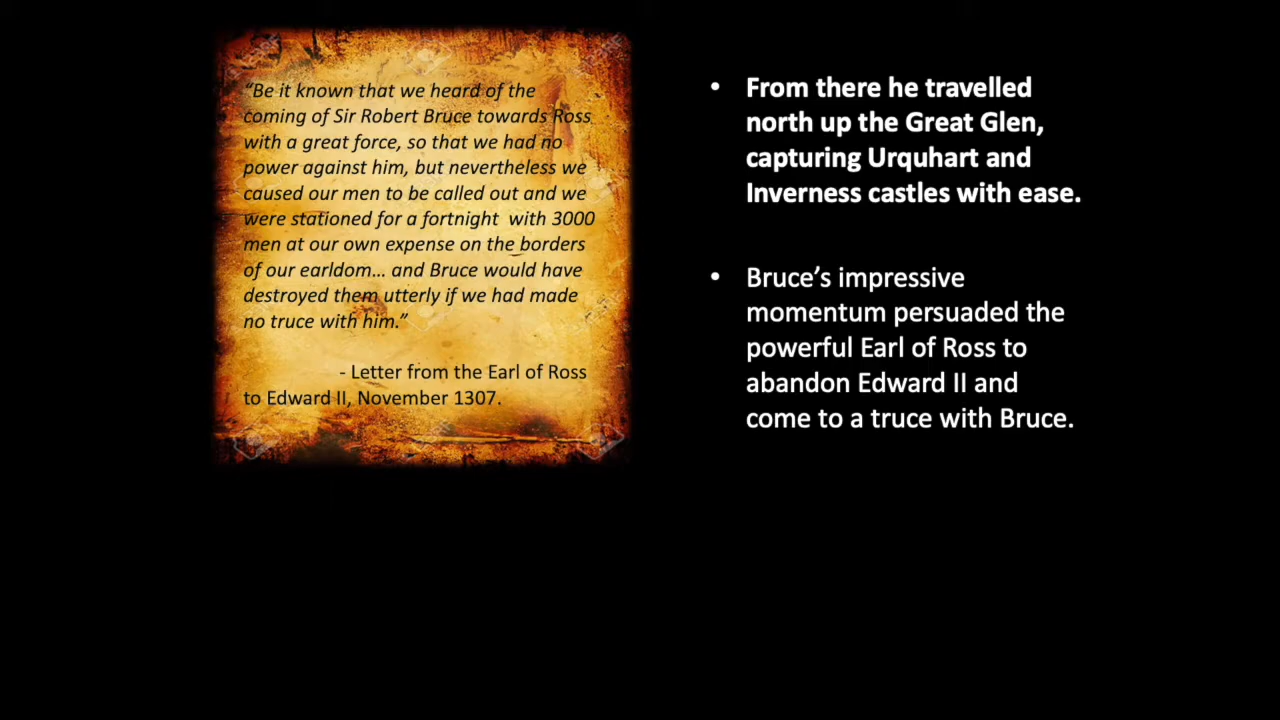 “Be it known that we heard of the
coming of Sir Robert Bruce towards Ross
with a great force, so that we had no
power against him, but nevertheless we
caused our men to be called out and we
were stationed for a fortnight  with 3000
men at our own expense on the borders
of our earldom… and Bruce would have
destroyed them utterly if we had made
no truce with him.”
- Letter from the Earl of Ross
to Edward II, November 1307.
• From there he travelled
north up the Great Glen,
capturing Urquhart and
Inverness castles with ease.
• Bruce’s impressive
momentum persuaded the
powerful Earl of Ross to
abandon Edward II and
come to a truce with Bruce.